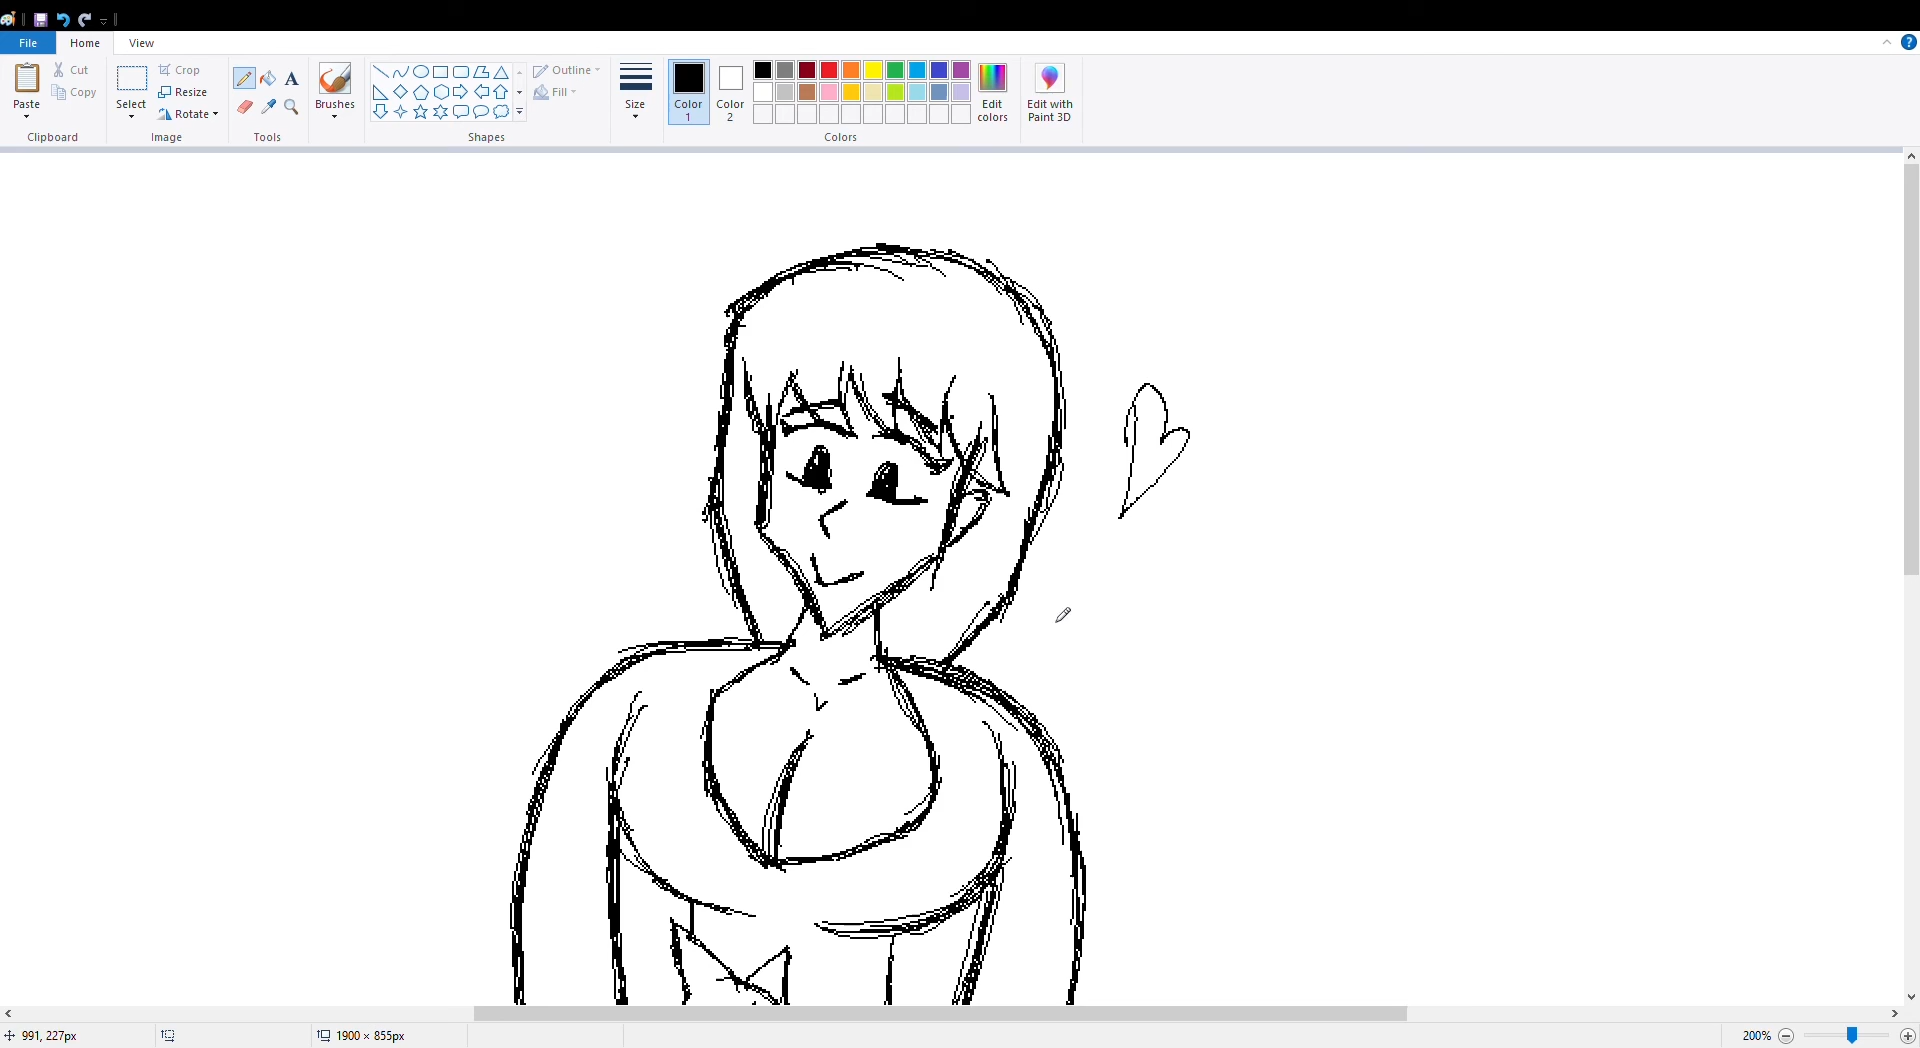 File Home View
Paste Cut Copy
Clipboard
Select Crop Resize Rotate
Image
A
Tools
Brushes
Outline Fill
Shapes
Size
Color 1
Color 2
Edit colors
Colors
Edit with Paint 3D
?
991, 227px
1900 × 855px
200%